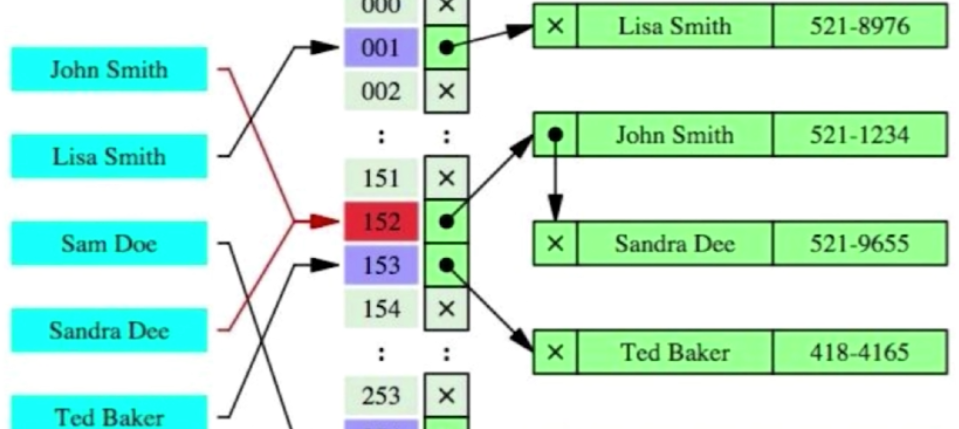 John Smith
Lisa Smith
Sam Doe
Sandra Dee
Ted Baker
000 ×
001
002 ×
: :
151 ×
152
153
154 ×
: :
253 ×
× Lisa Smith 521-8976
John Smith 521-1234
× Sandra Dee 521-9655
× Ted Baker 418-4165